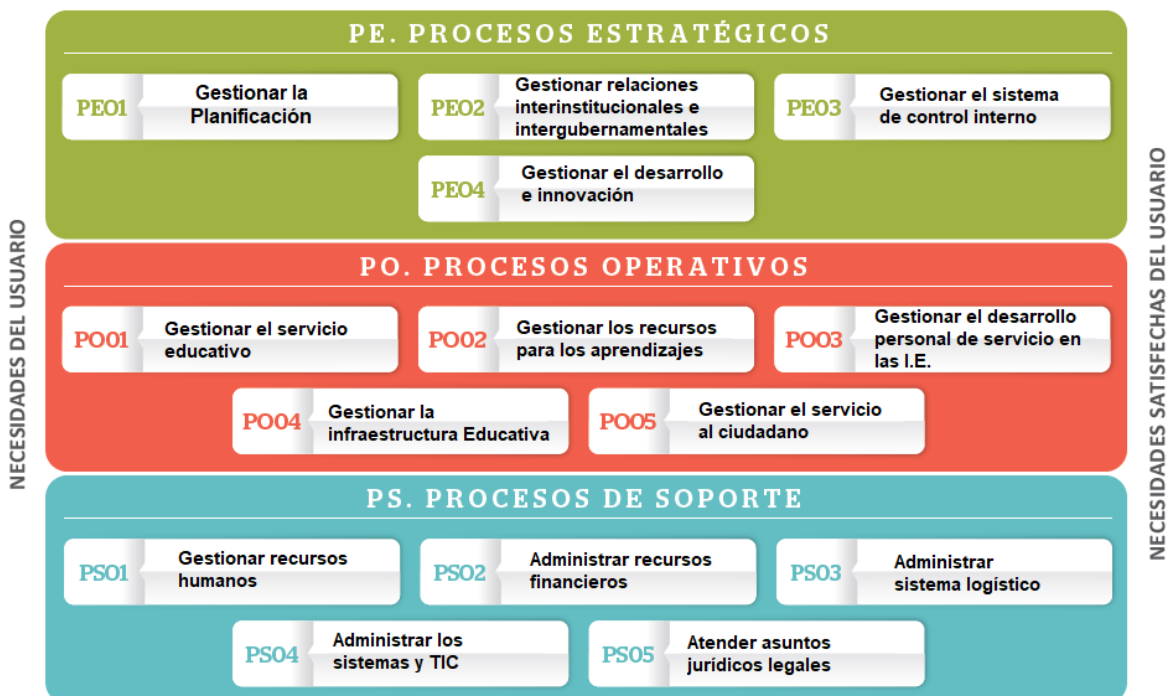 PE. PROCESOS ESTRATÉGICOS
PE01
Gestionar la
Planificación
PE02
Gestionar relaciones
interinstitucionales e
intergubernamentales
PE03
Gestionar el sistema
de control interno
PE04
Gestionar el desarrollo
e innovación
NECESIDADES DEL USUARIO
PO. PROCESOS OPERATIVOS
PO01
Gestionar el servicio
educativo
PO02
Gestionar los recursos
para los aprendizajes
PO03
Gestionar el desarrollo
personal de servicio en
las I.E.
PO04
Gestionar la
infraestructura Educativa
PO05
Gestionar el servicio
al ciudadano
NECESIDADES SATISFECHAS DEL USUARIO
PS. PROCESOS DE SOPORTE
PS01
Gestionar recursos
humanos
PS02
Administrar recursos
financieros
PS03
Administrar
sistema logístico
PS04
Administrar los
sistemas y TIC
PS05
Atender asuntos
jurídicos legales